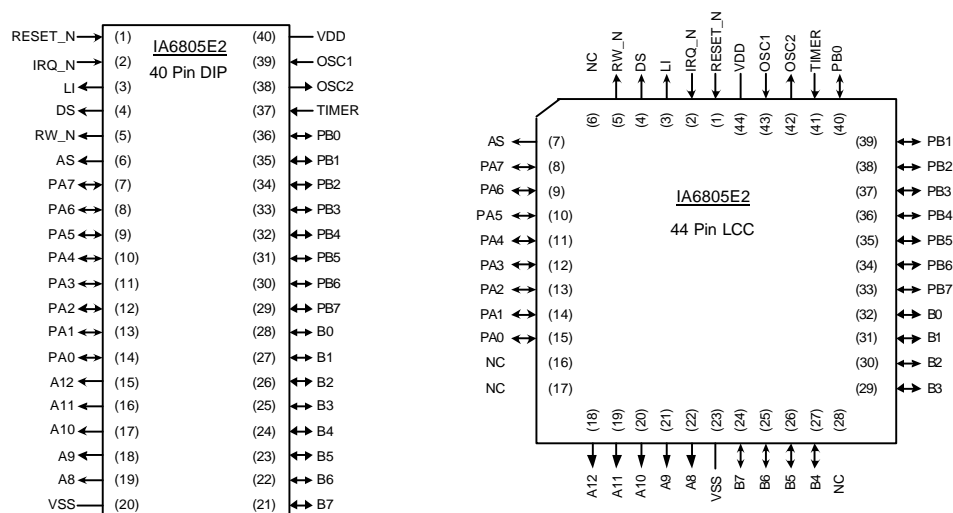 IA6805E2
40 Pin DIP
RESET_N (1) (40) VDD
IRQ_N (2) (39) OSC1
LI (3) (38) OSC2
DS (4) (37) TIMER
RW_N (5) (36) PB0
AS (6) (35) PB1
PA7 (7) (34) PB2
PA6 (8) (33) PB3
PA5 (9) (32) PB4
PA4 (10) (31) PB5
PA3 (11) (30) PB6
PA2 (12) (29) PB7
PA1 (13) (28) B0
PA0 (14) (27) B1
A12 (15) (26) B2
A11 (16) (25) B3
A10 (17) (24) B4
A9 (18) (23) B5
A8 (19) (22) B6
VSS (20) (21) B7
NC RW_N DS LI IRQ_N RESET_N VDD OSC1 OSC2 TIMER PB0
(6) (5) (4) (3) (2) (1) (44) (43) (42) (41) (40)
AS (7) (39) PB1
PA7 (8) (38) PB2
PA6 (9) (37) PB3
IA6805E2
PA5 (10) (36) PB4
44 Pin LCC
PA4 (11) (35) PB5
PA3 (12) (34) PB6
PA2 (13) (33) PB7
PA1 (14) (32) B0
PA0 (15) (31) B1
NC (16) (30) B2
NC (17) (29) B3
(18) (19) (20) (21) (22) (23) (24) (25) (26) (27) (28)
A12 A11 A10 A9 A8 VSS B7 B6 B5 B4 NC